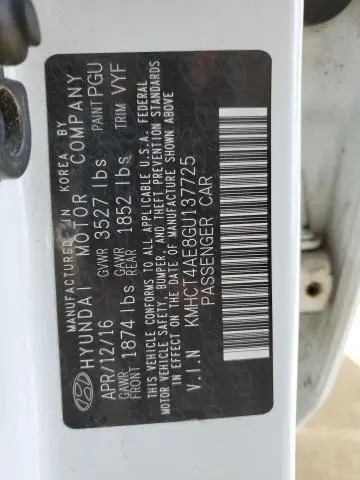 MANUFACTURED IN KOREA BY
HYUNDAI MOTOR COMPANY
APR/12/16 GVWR 3527 lbs PAINT PGU
GAWR FRONT 1874 lbs GAWR REAR 1852 lbs TRIM VYF
THIS VEHICLE CONFORMS TO ALL APPLICABLE U.S.A. FEDERAL
MOTOR VEHICLE SAFETY, BUMPER, AND THEFT PREVENTION STANDARDS
IN EFFECT ON THE DATE OF MANUFACTURE SHOWN ABOVE
V.I.N KMHCT4AE8GU137725
PASSENGER CAR